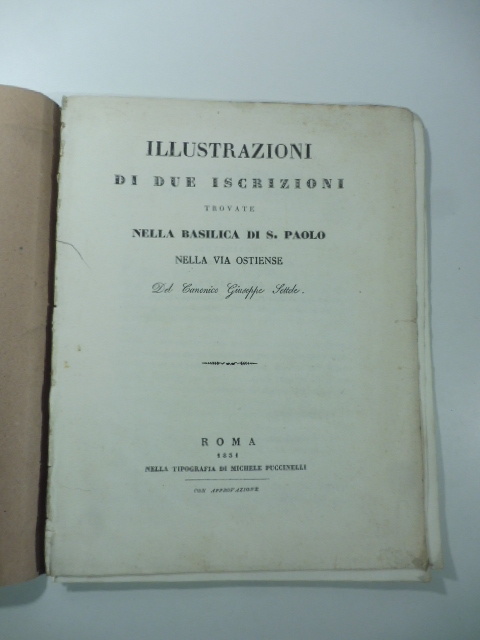 ILLUSTRAZIONI
DI DUE ISCRIZIONI
TROVATE
NELLA BASILICA DI S. PAOLO
NELLA VIA OSTIENSE
Del Canonico Giuseppe Settele.
ROMA
1831
NELLA TIPOGRAFIA DI MICHELE PUCCINELLI
CON APPROVAZIONE